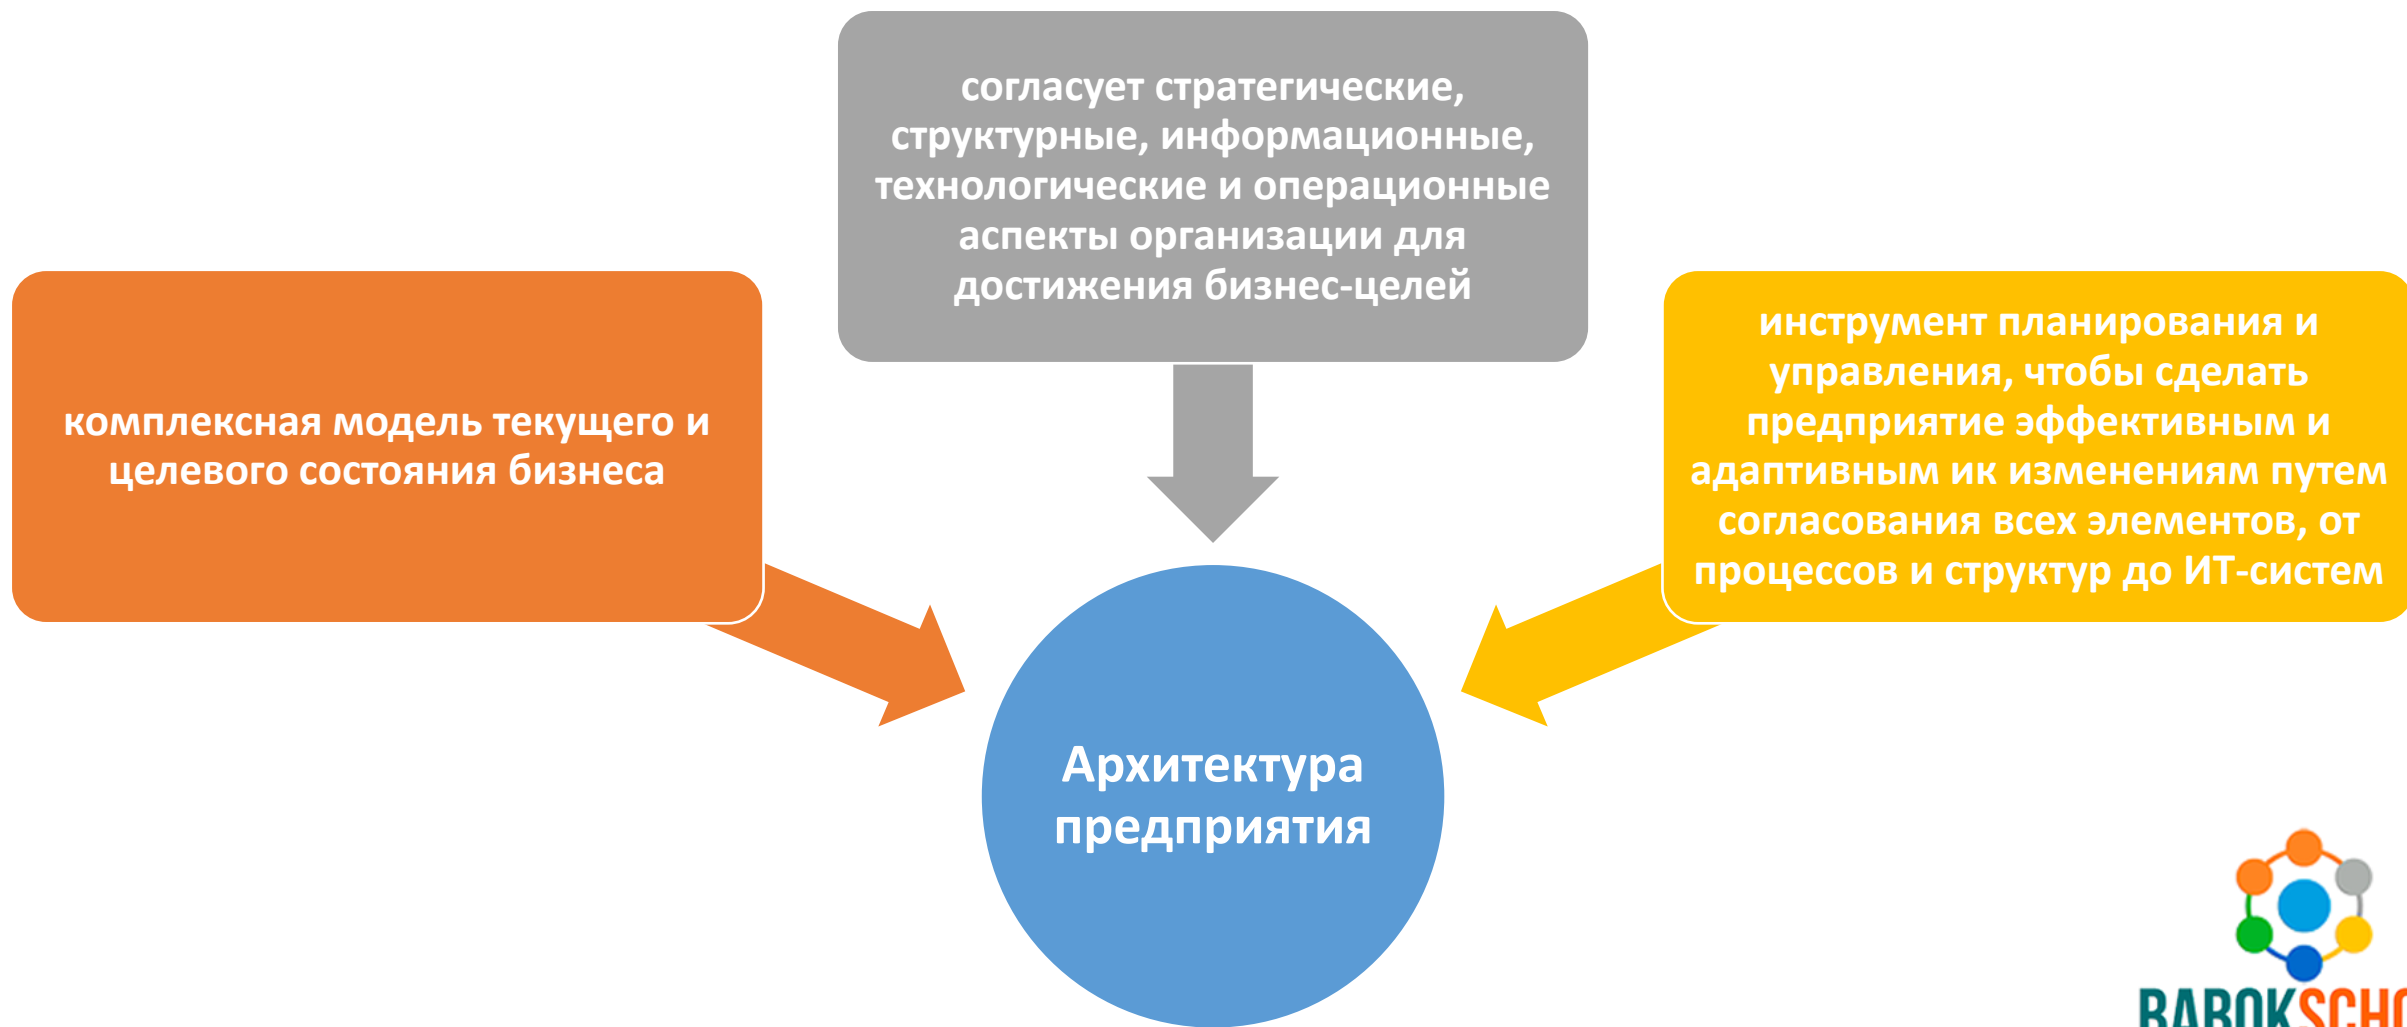 согласует стратегические,
структурные, информационные,
технологические и операционные
аспекты организации для
достижения бизнес-целей
комплексная модель текущего и
целевого состояния бизнеса
инструмент планирования и
управления, чтобы сделать
предприятие эффективным и
адаптивным ик изменениям путем
согласования всех элементов, от
процессов и структур до ИТ-систем
Архитектура
предприятия